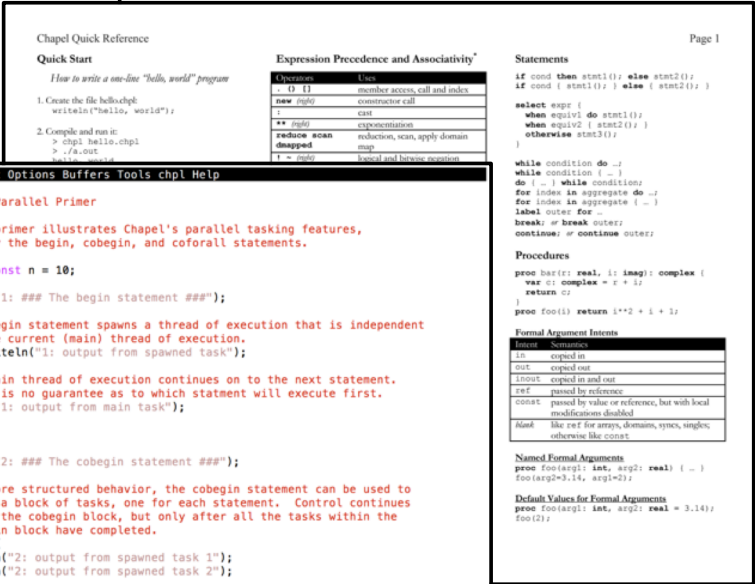 Chapel Quick Reference
Page 1
Quick Start
How to write a one-line "hello, world" program
1. Create the file hello.chpl:
writeln("hello, world");
2. Compile and run it:
> chpl hello.chpl
> ./a.out
hello, world
Expression Precedence and Associativity*
Operators Uses
. () [] member access, call and index
new (right) constructor call
: cast
** (right) exponentiation
reduce scan dmapped reduction, scan, apply domain map
! ~ (right) logical and bitwise negation
Statements
if cond then stmt1(); else stmt2();
if cond { stmt1(); } else { stmt2(); }
select expr {
when equiv1 do stmt1();
when equiv2 { stmt2(); }
otherwise stmt3();
}
while condition do …;
while condition { … }
do { … } while condition;
for index in aggregate do …;
for index in aggregate { … }
label outer for …
break; or break outer;
continue; or continue outer;
Procedures
proc bar(r: real, i: imag): complex {
var c: complex = r + i;
return c;
}
proc foo(i) return i**2 + i + 1;
Formal Argument Intents
Intent Semantics
in copied in
out copied out
inout copied in and out
ref passed by reference
const passed by value or reference, but with local
modifications disabled
blank like ref for arrays, domains, syncs, singles;
otherwise like const
Named Formal Arguments
proc foo(arg1: int, arg2: real) { … }
foo(arg2=3.14, arg1=2);
Default Values for Formal Arguments
proc foo(arg1: int, arg2: real = 3.14);
foo(2);
Options Buffers Tools chpl Help
arallel Primer
rimer illustrates Chapel's parallel tasking features,
the begin, cobegin, and coforall statements.
nst n = 10;
1: ### The begin statement ###");
gin statement spawns a thread of execution that is independent
current (main) thread of execution.
teln("1: output from spawned task");
in thread of execution continues on to the next statement.
is no guarantee as to which statment will execute first.
1: output from main task");
2: ### The cobegin statement ###");
re structured behavior, the cobegin statement can be used to
a block of tasks, one for each statement. Control continues
the cobegin block, but only after all the tasks within the
n block have completed.
("2: output from spawned task 1");
("2: output from spawned task 2");